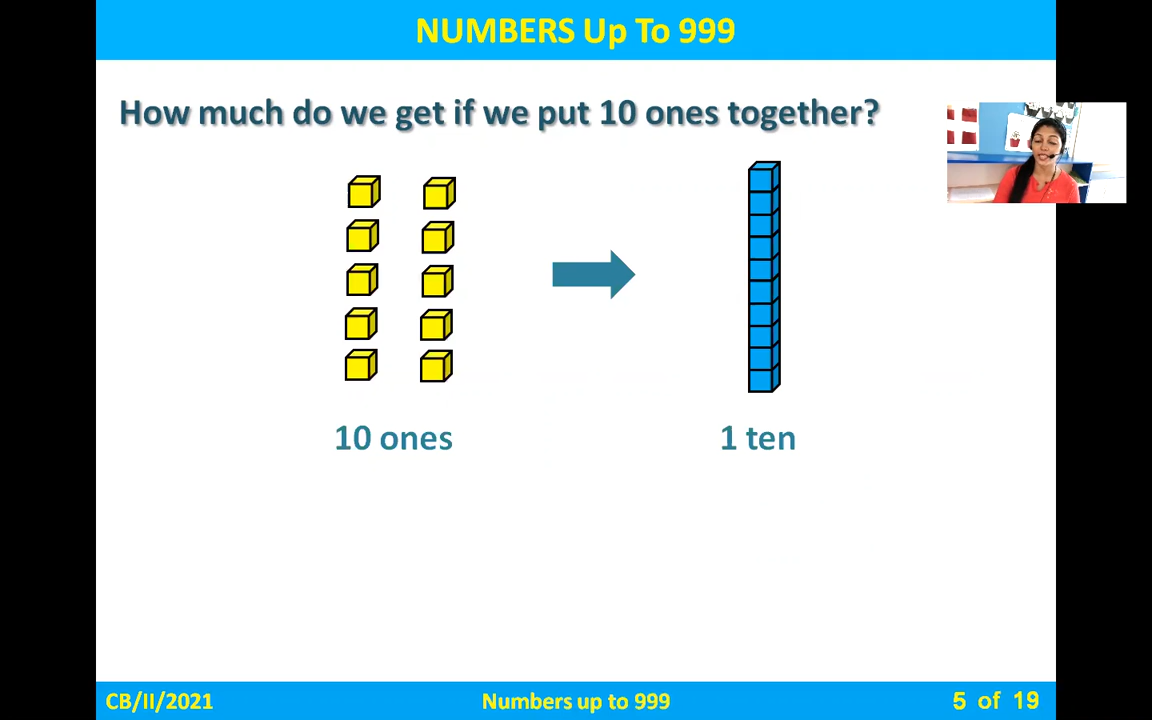 NUMBERS Up To 999
How much do we get if we put 10 ones together?
10 ones
1 ten
CB/II/2021
Numbers up to 999
5 of 19